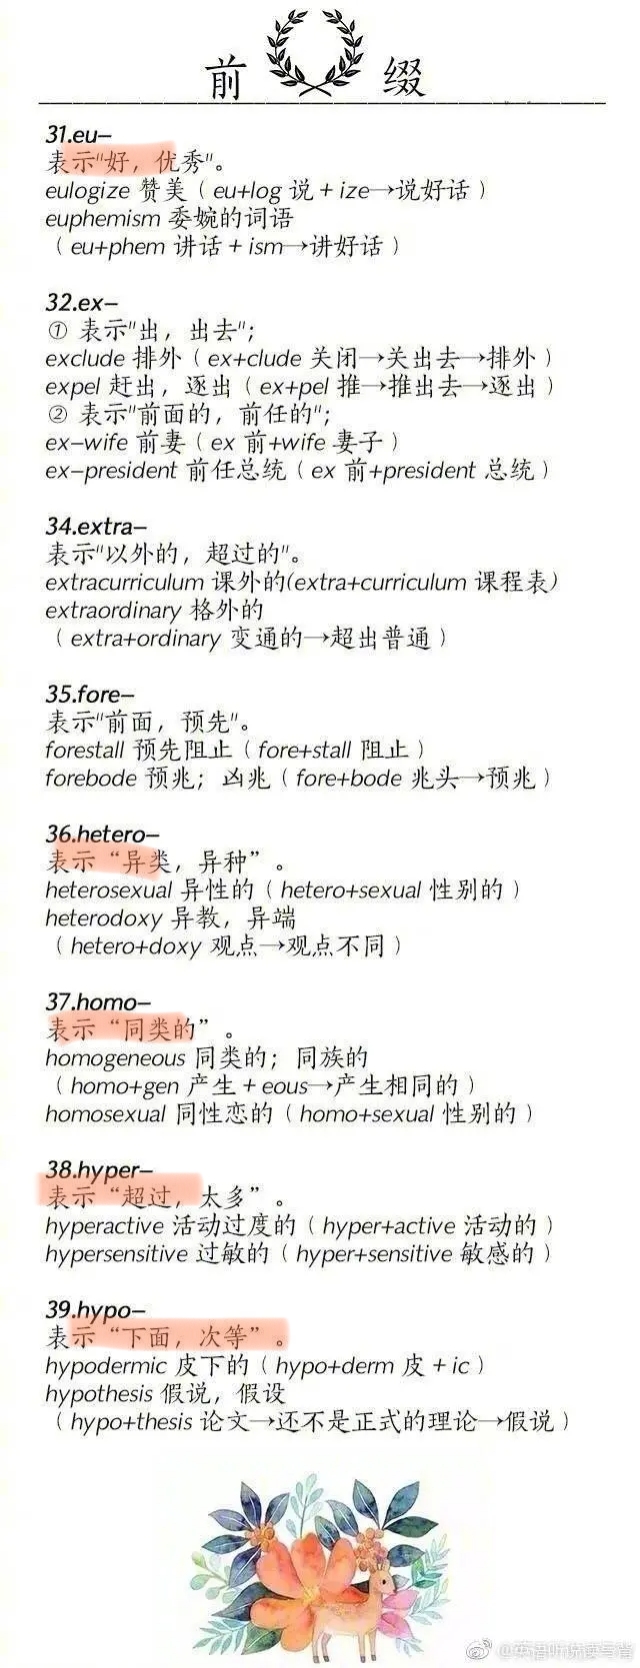 前 缀
31.eu-
表示"好，优秀"。
eulogize 赞美（eu+log 说 + ize→说好话）
euphemism 委婉的词语
（eu+phem 讲话 + ism→讲好话）
32.ex-
① 表示"出，出去"；
exclude 排外（ex+clude 关闭→关出去→排外）
expel 赶出，逐出（ex+pel 推→推出去→逐出）
② 表示"前面的，前任的"；
ex-wife 前妻（ex 前+wife 妻子）
ex-president 前任总统（ex 前+president 总统）
34.extra-
表示"以外的，超过的"。
extracurriculum 课外的(extra+curriculum 课程表)
extraordinary 格外的
（extra+ordinary 变通的→超出普通）
35.fore-
表示"前面，预先"。
forestall 预先阻止（fore+stall 阻止）
forebode 预兆；凶兆（fore+bode 兆头→预兆）
36.hetero-
表示“异类，异种”。
heterosexual 异性的（hetero+sexual 性别的）
heterodoxy 异教，异端
（hetero+doxy 观点→观点不同）
37.homo-
表示“同类的”。
homogeneous 同类的；同族的
（homo+gen 产生 + eous→产生相同的）
homosexual 同性恋的（homo+sexual 性别的）
38.hyper-
表示“超过，太多”。
hyperactive 活动过度的（hyper+active 活动的）
hypersensitive 过敏的（hyper+sensitive 敏感的）
39.hypo-
表示“下面，次等”。
hypodermic 皮下的（hypo+derm 皮 + ic）
hypothesis 假说，假设
（hypo+thesis 论文→还不是正式的理论→假说）
@英语听说读写背